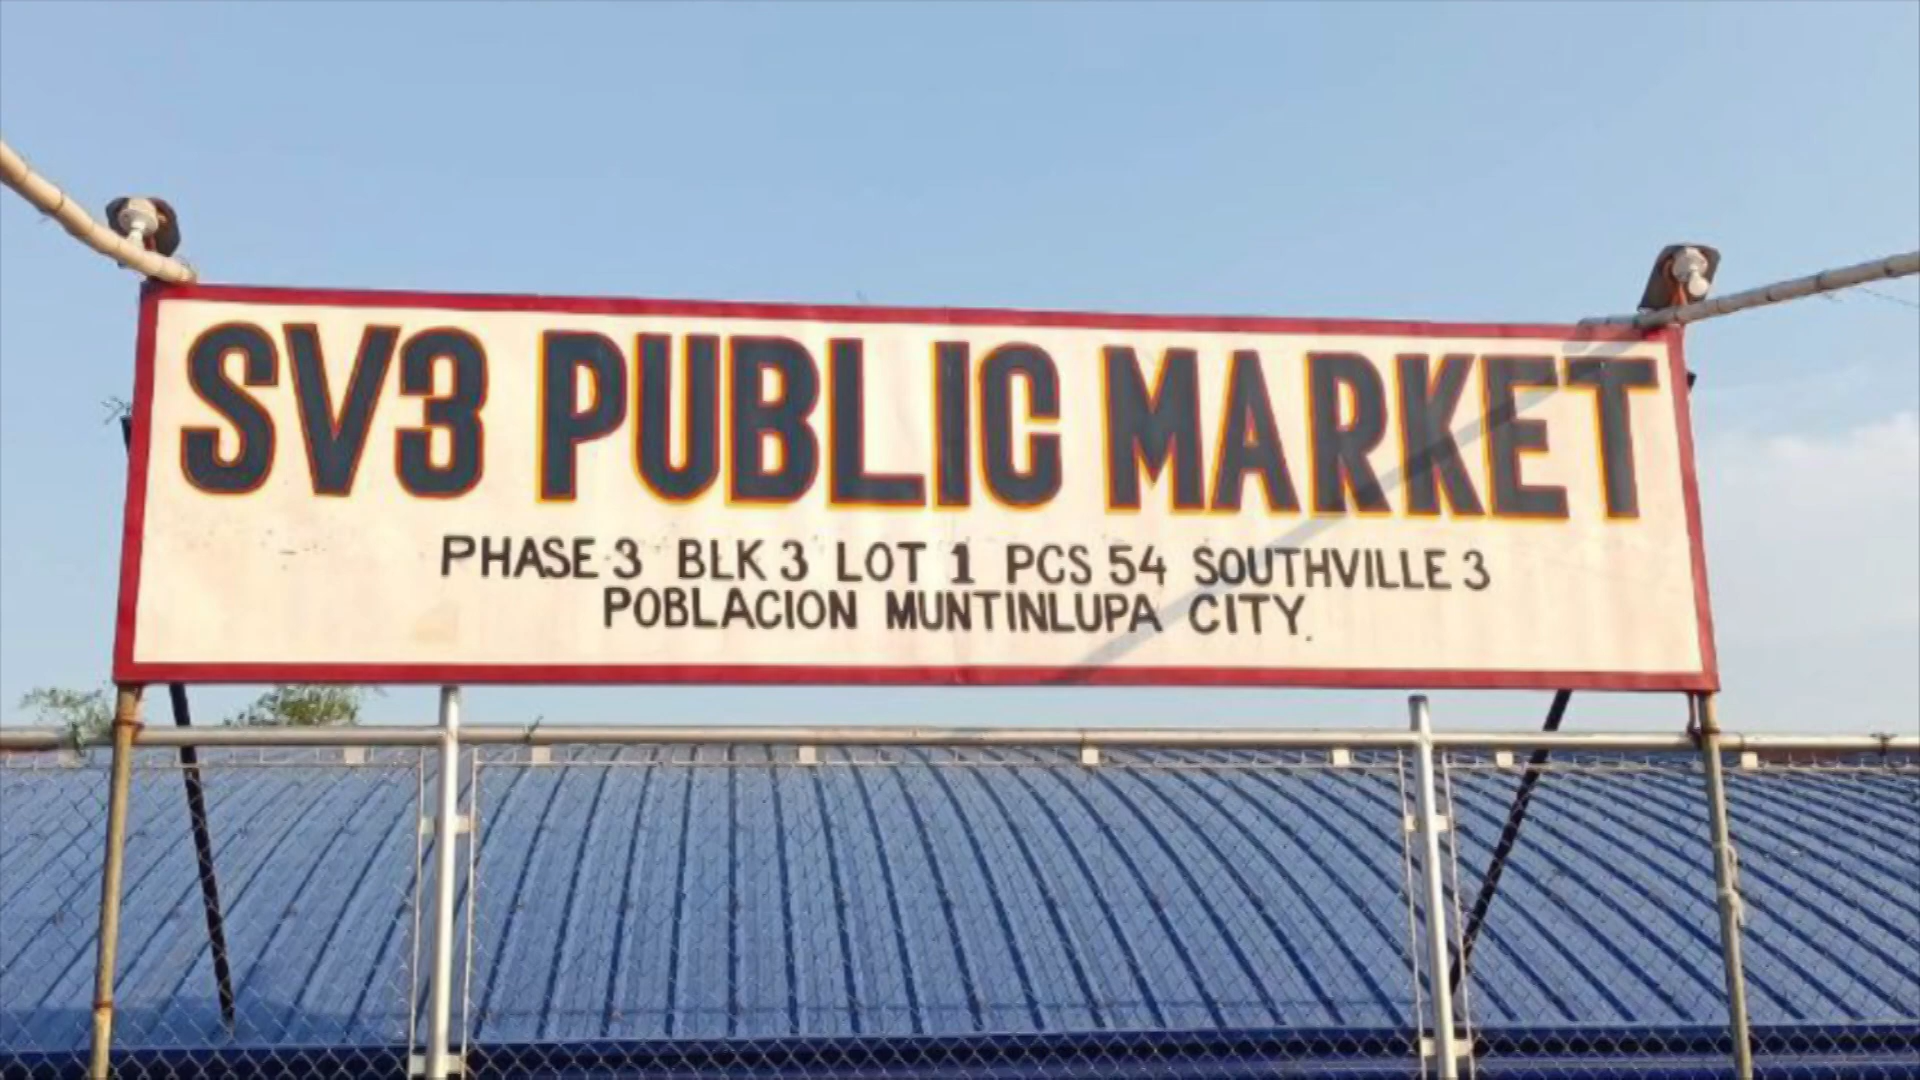 SV3 PUBLIC MARKET
PHASE 3 BLK 3 LOT 1 PCS 54 SOUTHVILLE 3
POBLACION MUNTINLUPA CITY.